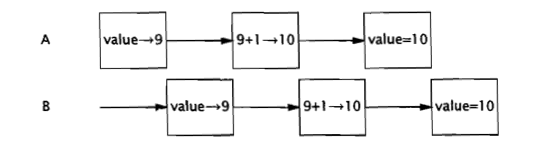 A value→9 9+1→10 value=10
B value→9 9+1→10 value=10